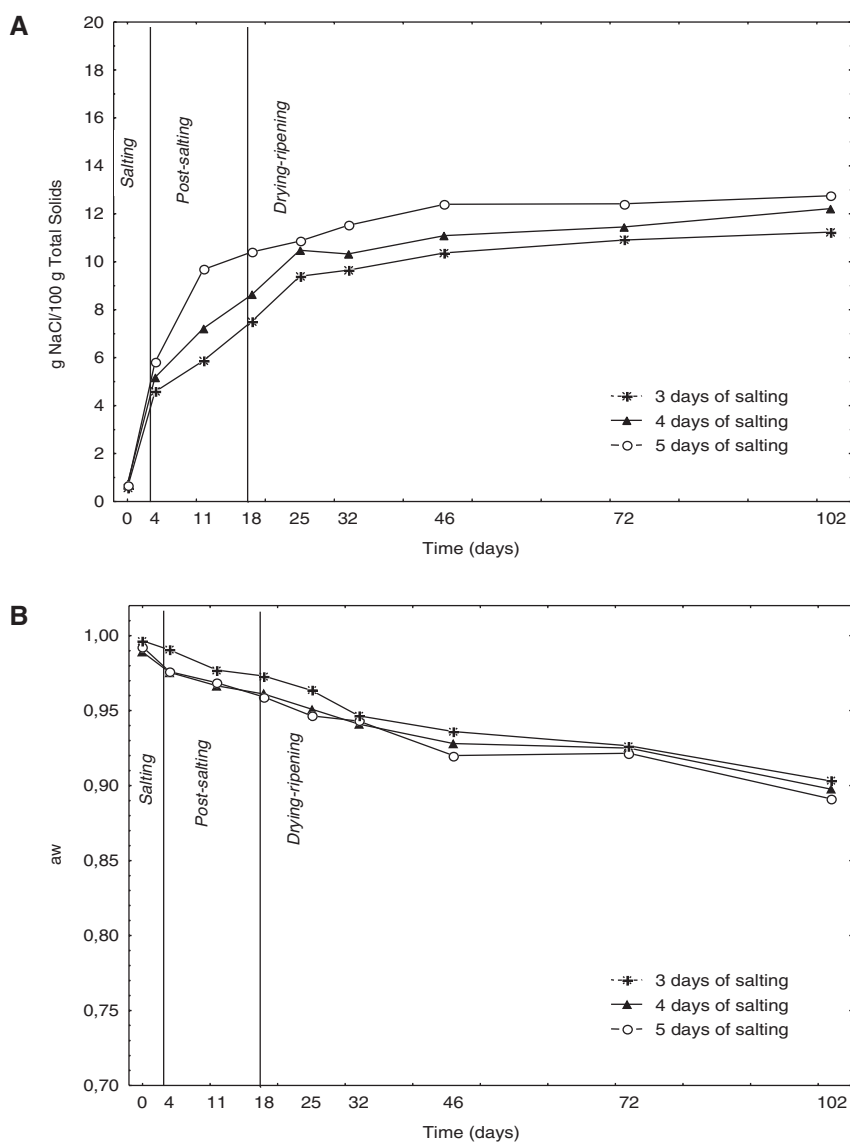 A
20
18
16
14
12
10
8
6
4
2
0
g NaCl/100 g Total Solids
Salting
Post-salting
Drying-ripening
3 days of salting
4 days of salting
5 days of salting
0 4 11 18 25 32 46 72 102
Time (days)
B
1,00
0,95
0,90
0,85
0,80
0,75
0,70
aw
Salting
Post-salting
Drying-ripening
3 days of salting
4 days of salting
5 days of salting
0 4 11 18 25 32 46 72 102
Time (days)